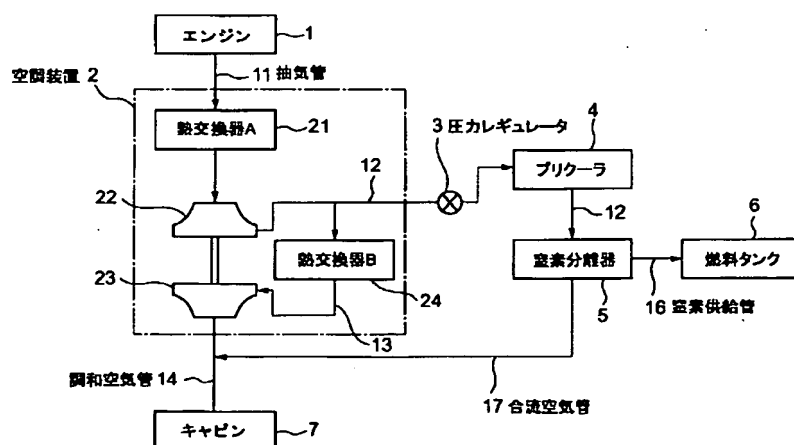 エンジン
1
空調装置 2
11 抽気管
熱交換器A
21
3 圧力レギュレータ
4
プリクーラ
22
12
12
6
熱交換器B
窒素分離器
燃料タンク
23
24
5
16 窒素供給管
13
調和空気管 14
17 合流空気管
キャビン
7